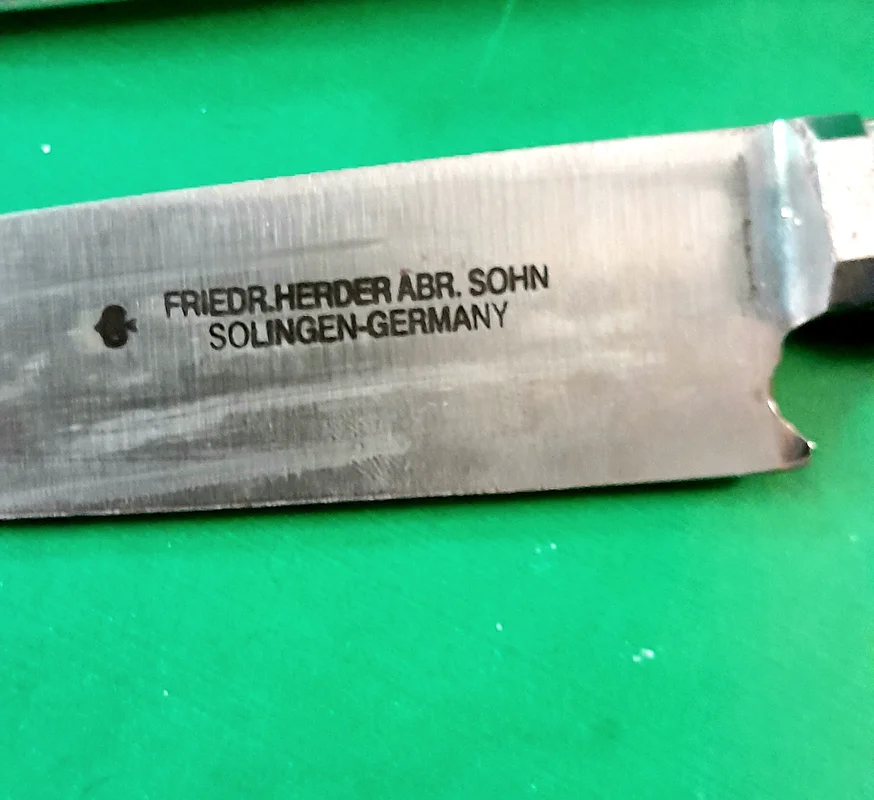 FRIEDR.HERDER ABR. SOHN
SOLINGEN-GERMANY